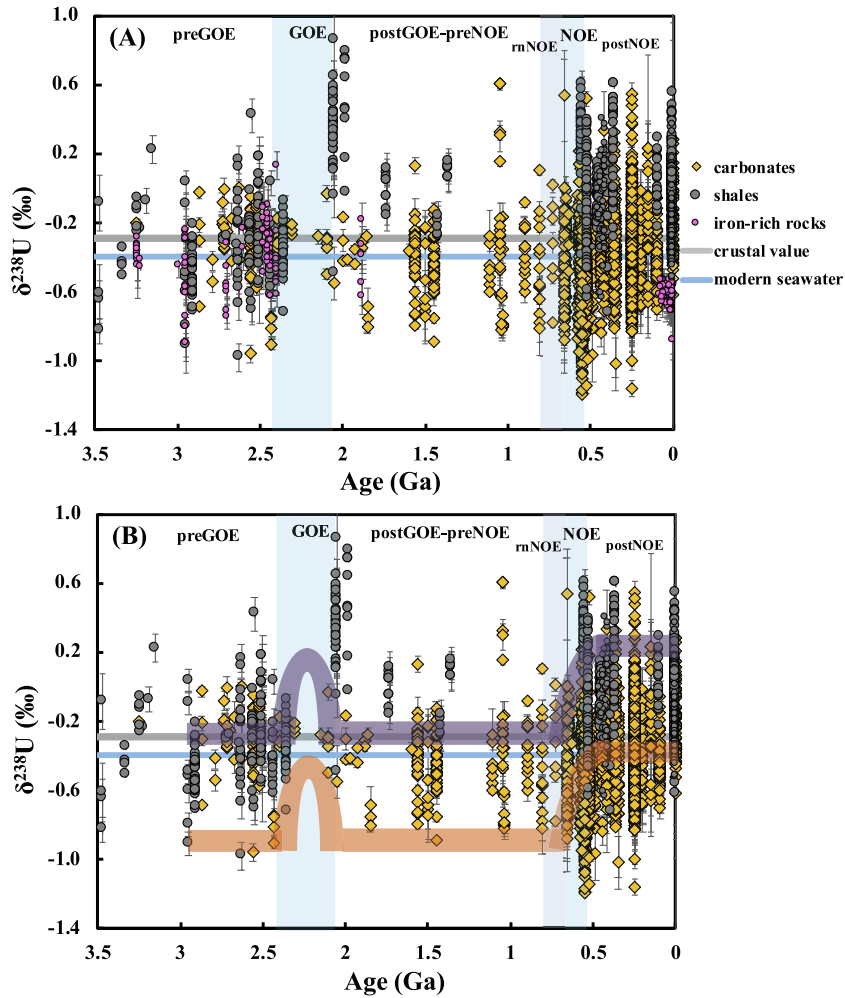 (A) preGOE GOE postGOE-preNOE rnNOE NOE postNOE
1.0
0.6
0.2
-0.2
-0.6
-1.0
-1.4
δ²³⁸U (‰)
3.5 3 2.5 2 1.5 1 0.5 0
Age (Ga)
carbonates
shales
iron-rich rocks
crustal value
modern seawater
(B) preGOE GOE postGOE-preNOE rnNOE NOE postNOE
1.0
0.6
0.2
-0.2
-0.6
-1.0
-1.4
δ²³⁸U (‰)
3.5 3 2.5 2 1.5 1 0.5 0
Age (Ga)